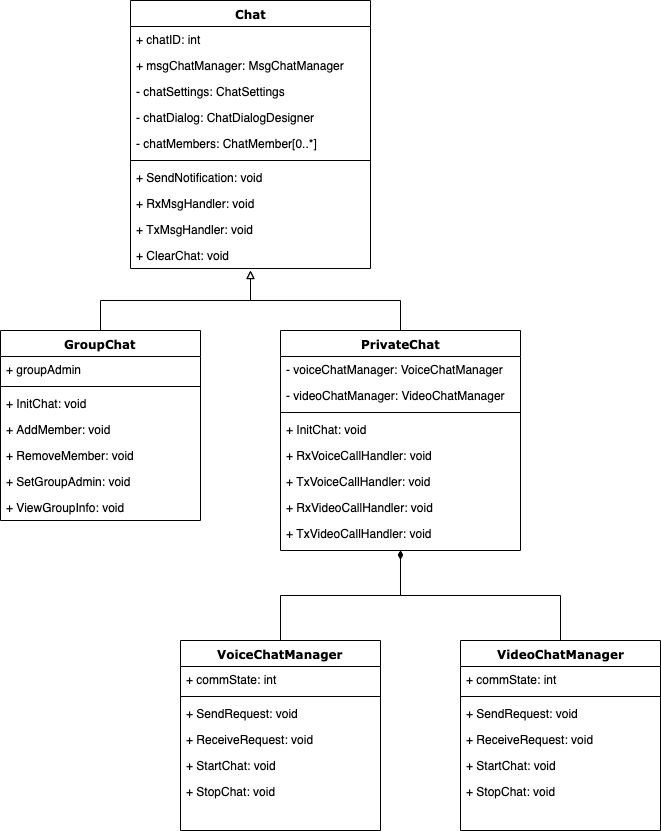 Chat
+ chatID: int
+ msgChatManager: MsgChatManager
- chatSettings: ChatSettings
- chatDialog: ChatDialogDesigner
- chatMembers: ChatMember[0..*]
+ SendNotification: void
+ RxMsgHandler: void
+ TxMsgHandler: void
+ ClearChat: void
GroupChat
+ groupAdmin
+ InitChat: void
+ AddMember: void
+ RemoveMember: void
+ SetGroupAdmin: void
+ ViewGroupInfo: void
PrivateChat
- voiceChatManager: VoiceChatManager
- videoChatManager: VideoChatManager
+ InitChat: void
+ RxVoiceCallHandler: void
+ TxVoiceCallHandler: void
+ RxVideoCallHandler: void
+ TxVideoCallHandler: void
VoiceChatManager
+ commState: int
+ SendRequest: void
+ ReceiveRequest: void
+ StartChat: void
+ StopChat: void
VideoChatManager
+ commState: int
+ SendRequest: void
+ ReceiveRequest: void
+ StartChat: void
+ StopChat: void